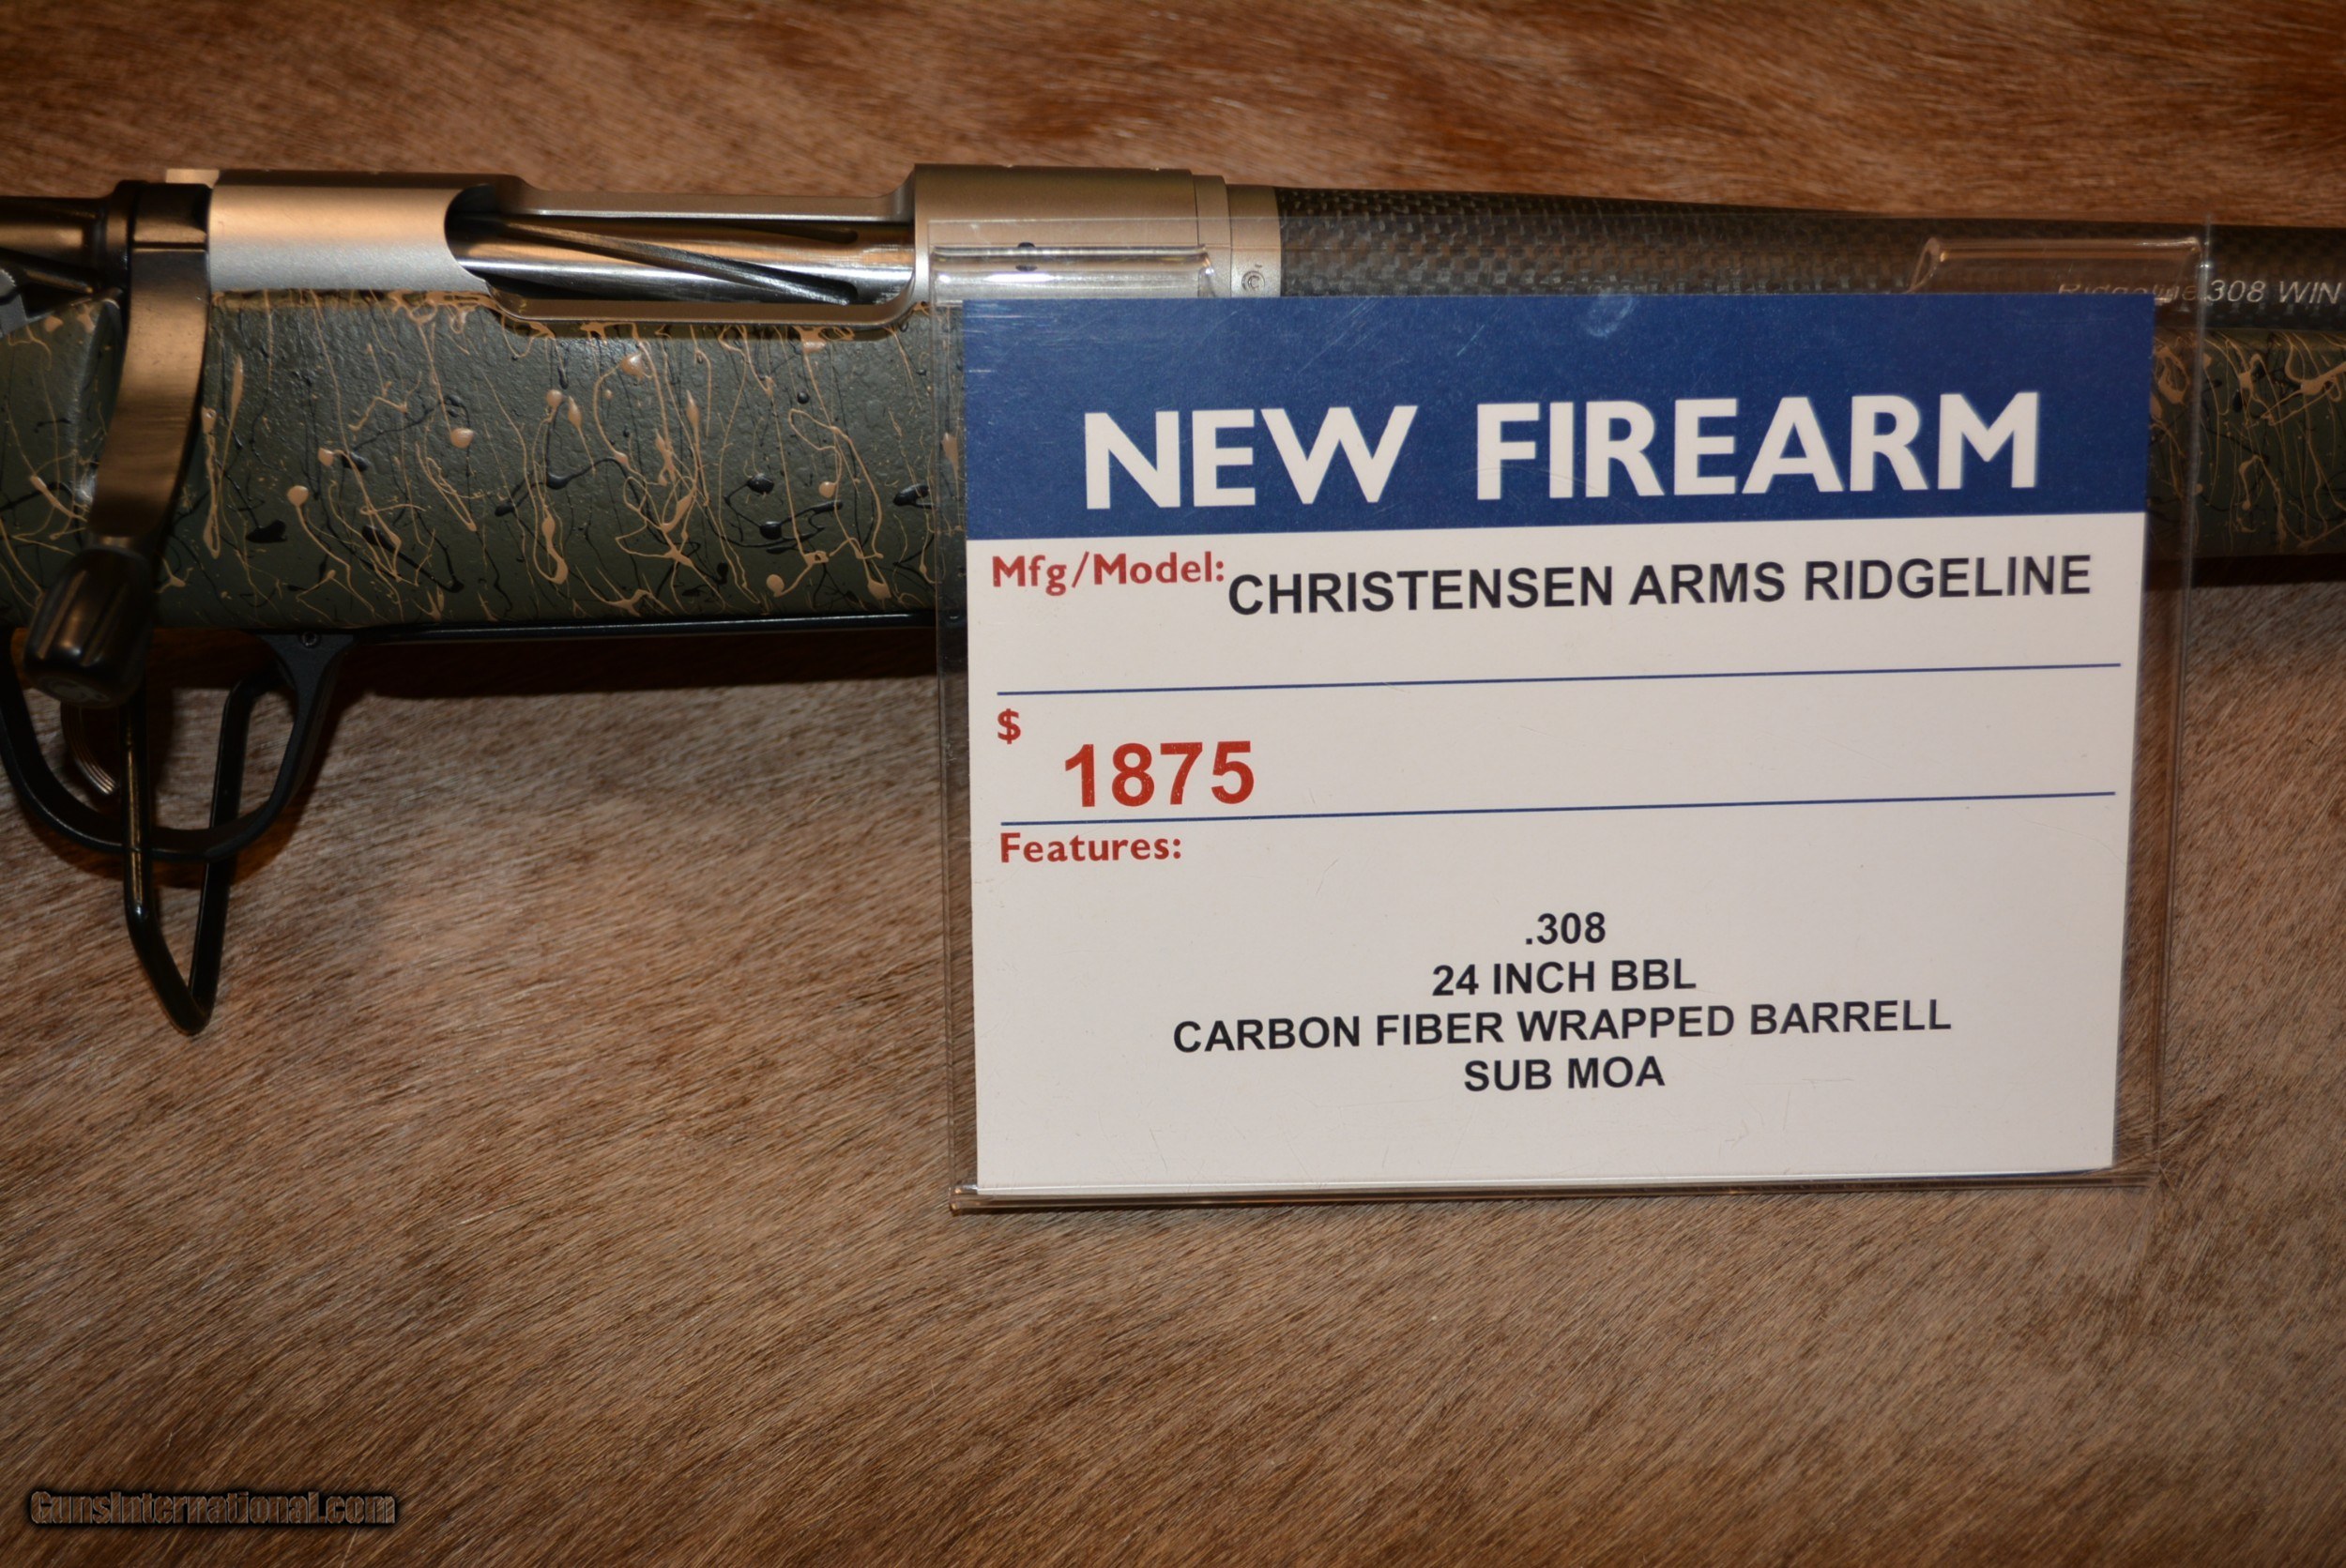 Ridgeline 308 WIN
NEW FIREARM
Mfg/Model: CHRISTENSEN ARMS RIDGELINE
$ 1875
Features:
.308
24 INCH BBL
CARBON FIBER WRAPPED BARRELL
SUB MOA
GunsInternational.com